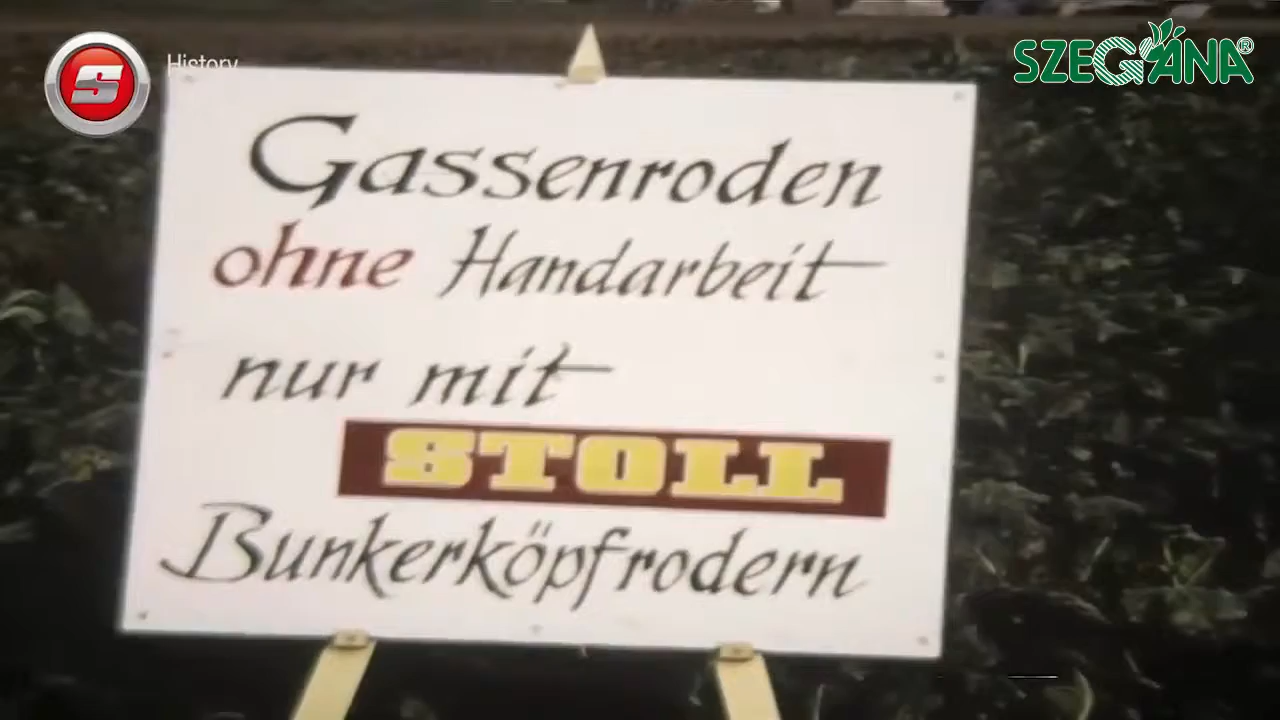 S
History
SZEGÁNA®
Gassenroden
ohne Handarbeit
nur mit
STOLL
Bunkerköpfrodern